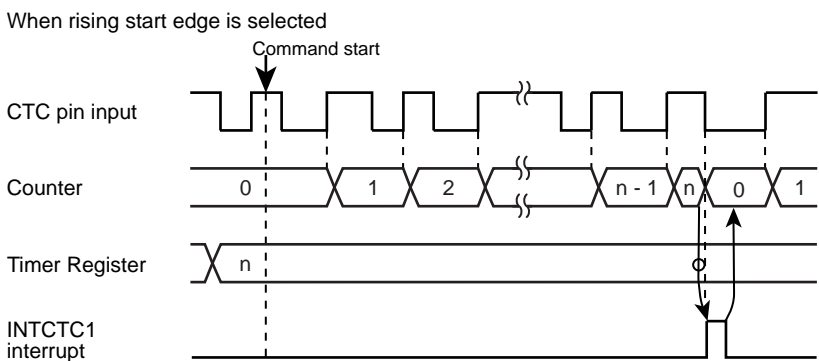 When rising start edge is selected
Command start
CTC pin input
Counter
0 1 2 n - 1 n 0 1
Timer Register
n
INTCTC1
interrupt